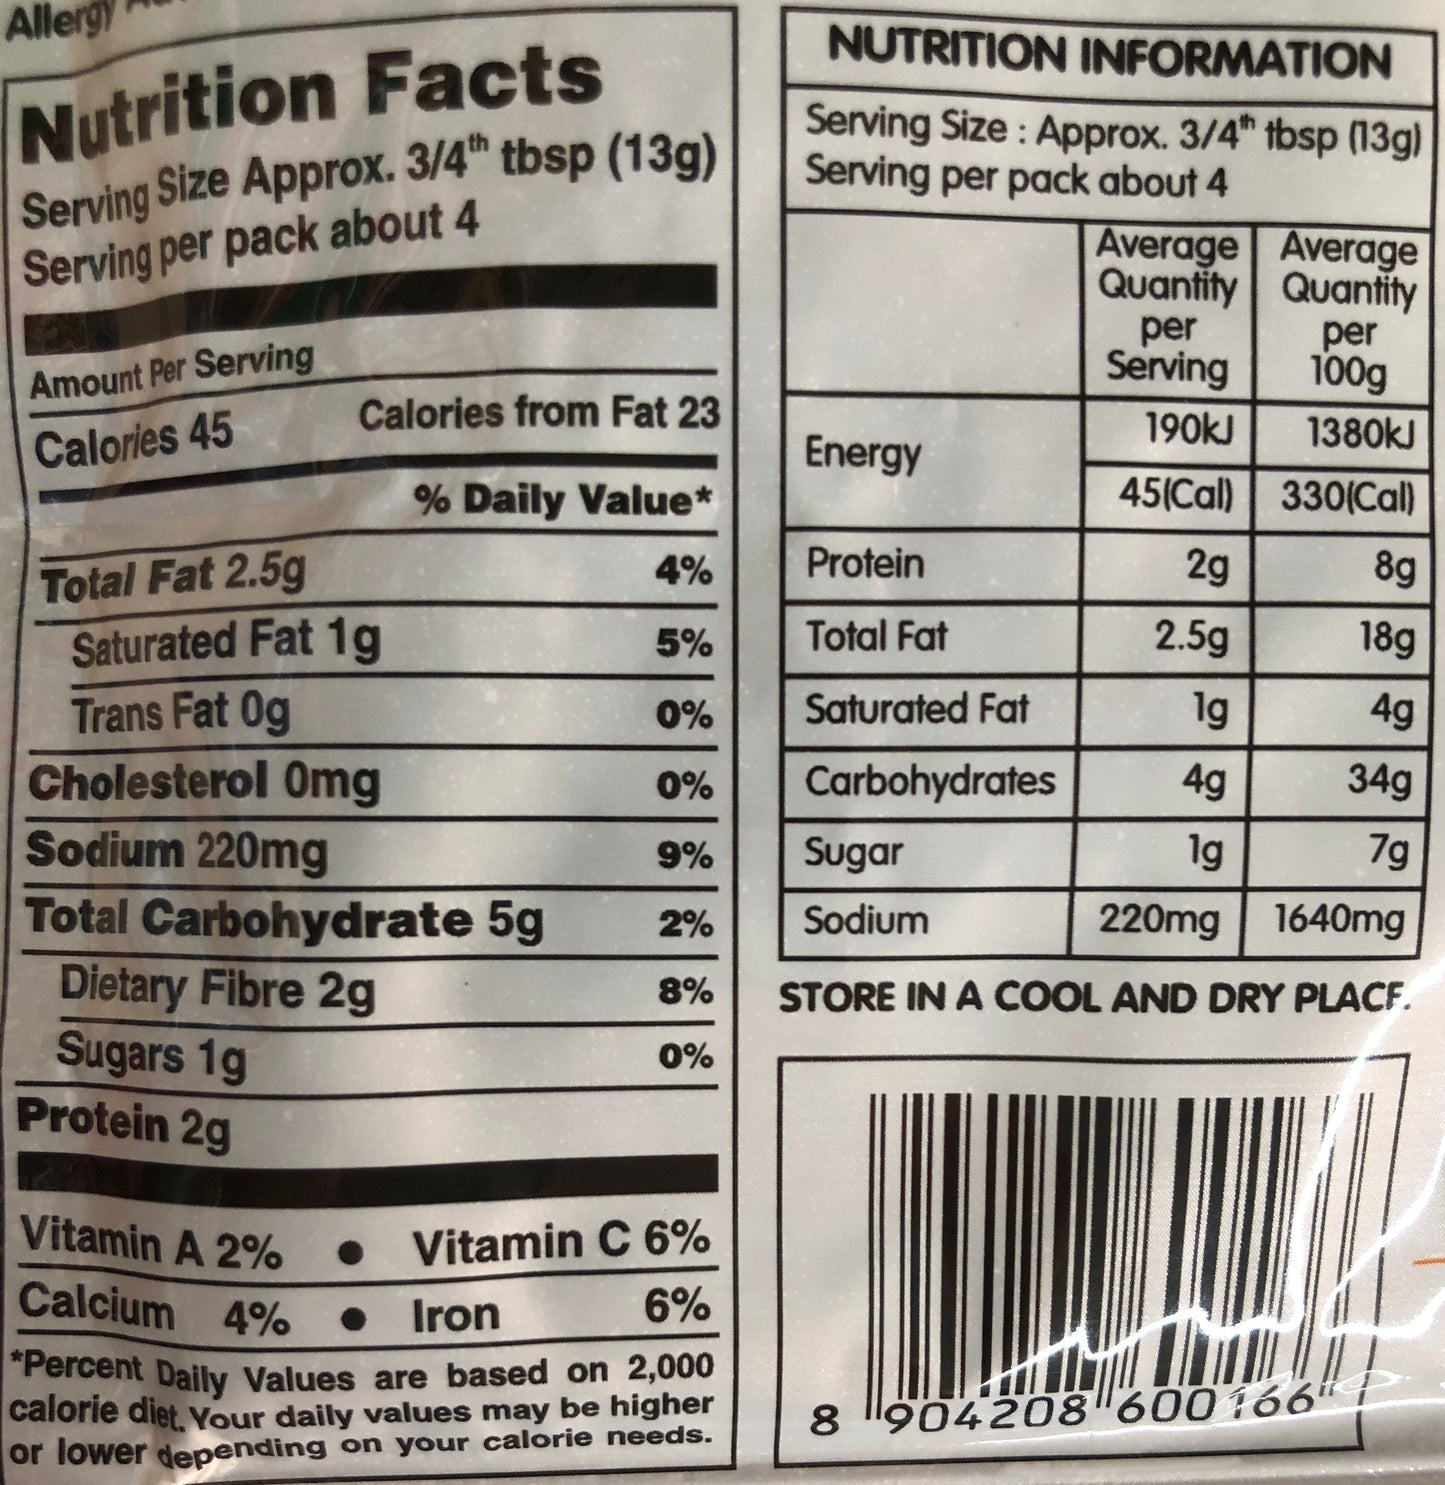 Allergy
Nutrition Facts
Serving Size Approx. 3/4th tbsp (13g)
Serving per pack about 4
Amount Per Serving
Calories 45 Calories from Fat 23
% Daily Value*
Total Fat 2.5g 4%
Saturated Fat 1g 5%
Trans Fat 0g 0%
Cholesterol 0mg 0%
Sodium 220mg 9%
Total Carbohydrate 5g 2%
Dietary Fibre 2g 8%
Sugars 1g 0%
Protein 2g
Vitamin A 2% • Vitamin C 6%
Calcium 4% • Iron 6%
*Percent Daily Values are based on 2,000
calorie diet. Your daily values may be higher
or lower depending on your calorie needs.
NUTRITION INFORMATION
Serving Size : Approx. 3/4th tbsp (13g)
Serving per pack about 4
Average Average
Quantity Quantity
per per
Serving 100g
Energy 190kJ 1380kJ
45(Cal) 330(Cal)
Protein 2g 8g
Total Fat 2.5g 18g
Saturated Fat 1g 4g
Carbohydrates 4g 34g
Sugar 1g 7g
Sodium 220mg 1640mg
STORE IN A COOL AND DRY PLACE.
8 904208 600166